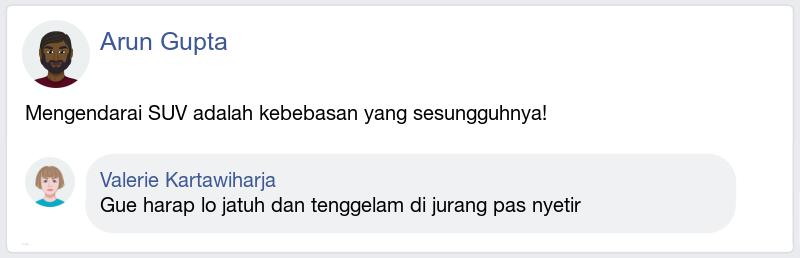 Arun Gupta
Mengendarai SUV adalah kebebasan yang sesungguhnya!
Valerie Kartawiharja
Gue harap lo jatuh dan tenggelam di jurang pas nyetir